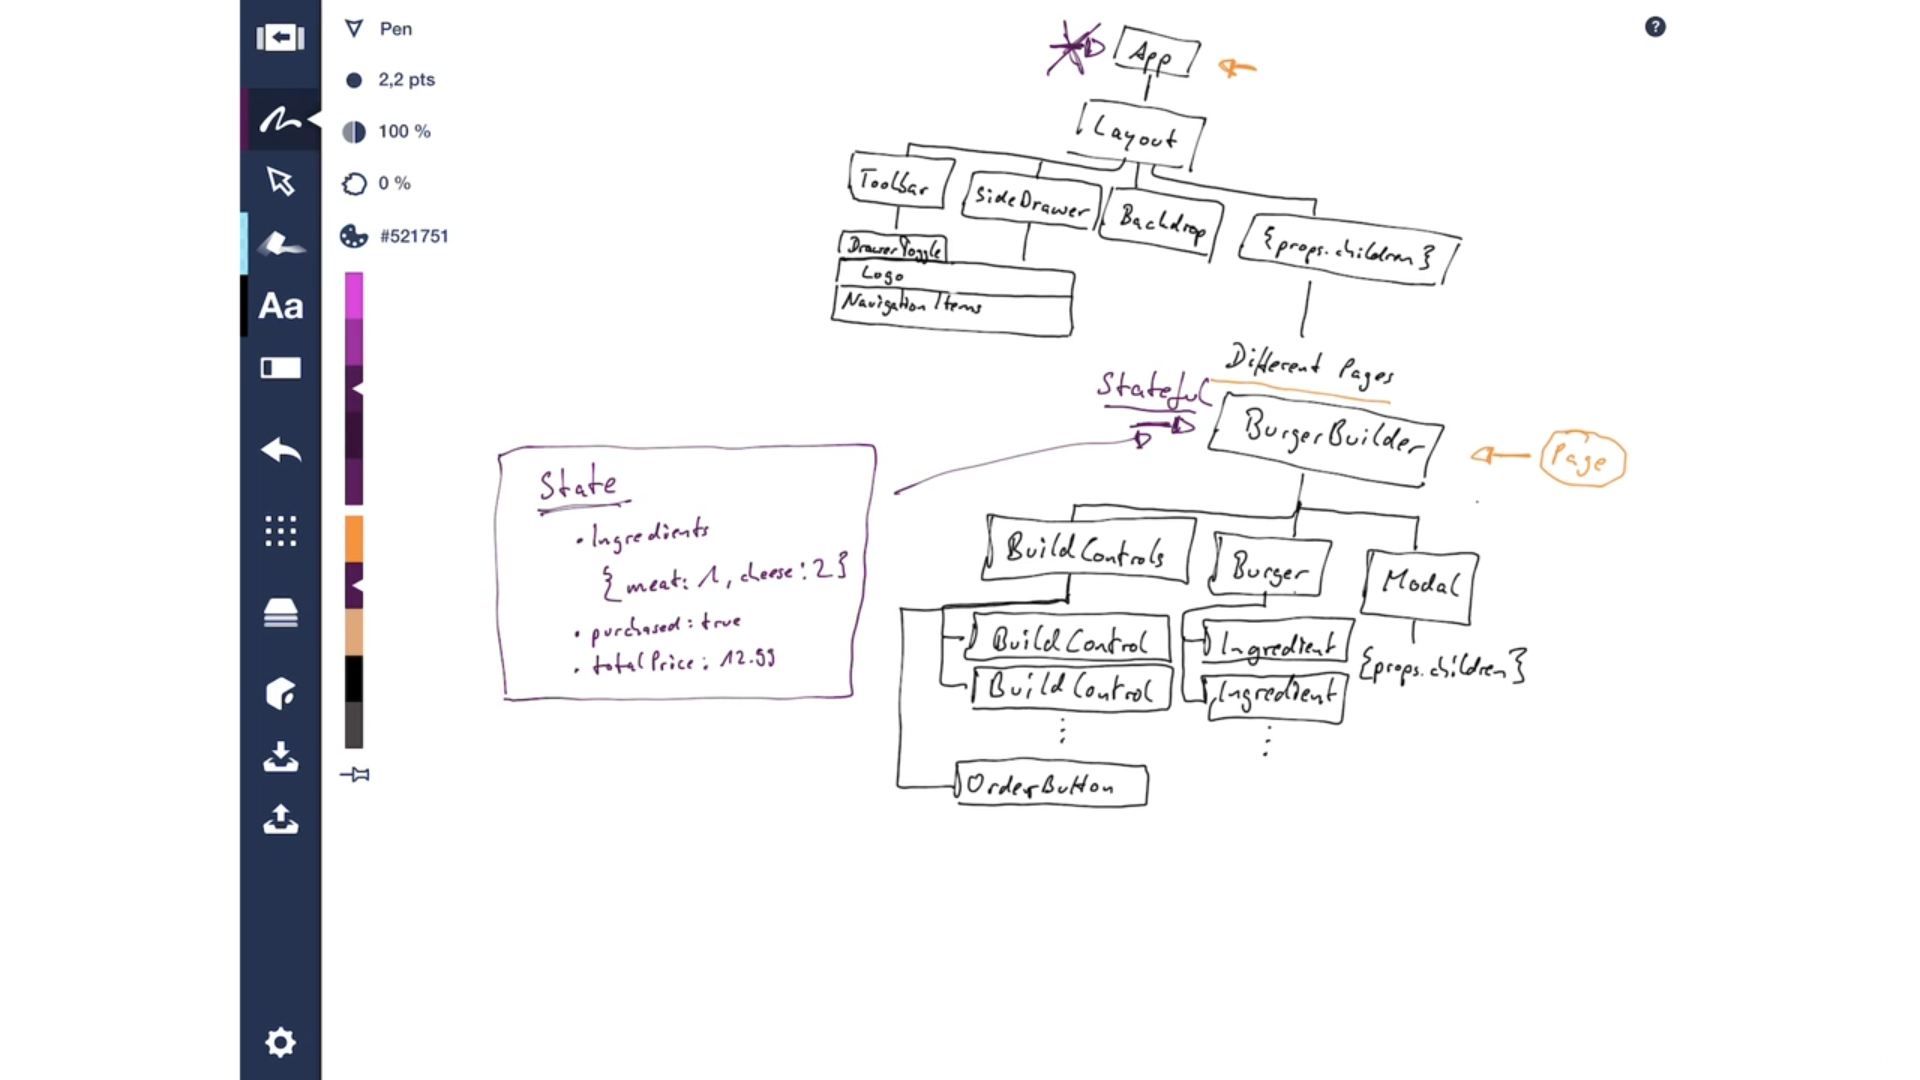 Pen
2,2 pts
100 %
0 %
#521751
Aa
?
App
Layout
Toolbar
SideDrawer
Backdrop
{props.children}
DrawerToggle
Logo
Navigation Items
Different Pages
Stateful
BurgerBuilder
Page
State
• Ingredients
{ meat: 1, cheese: 2 }
• purchased: true
• totalPrice: 12.99
BuildControls
Burger
Modal
BuildControl
Ingredient
{props.children}
BuildControl
Ingredient
OrderButton